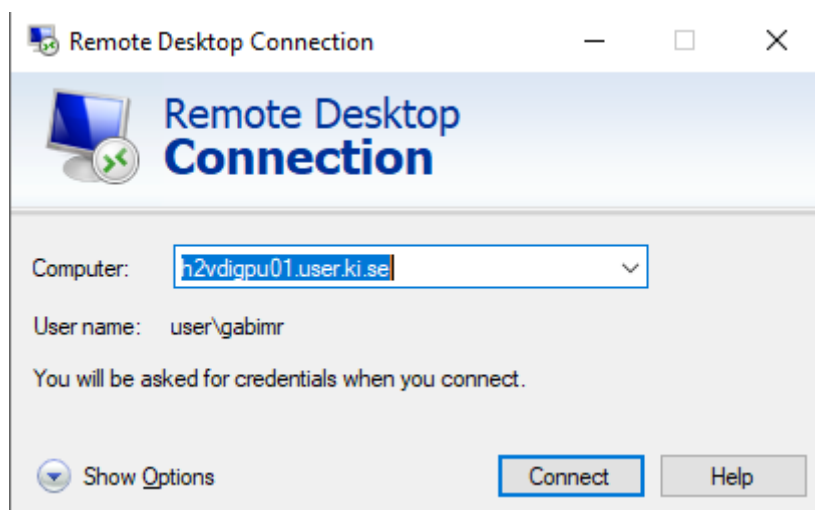 Remote Desktop Connection
Remote Desktop
Connection
Computer: h2vdigpu01.user.ki.se
User name: user\gabimr
You will be asked for credentials when you connect.
Show Options Connect Help